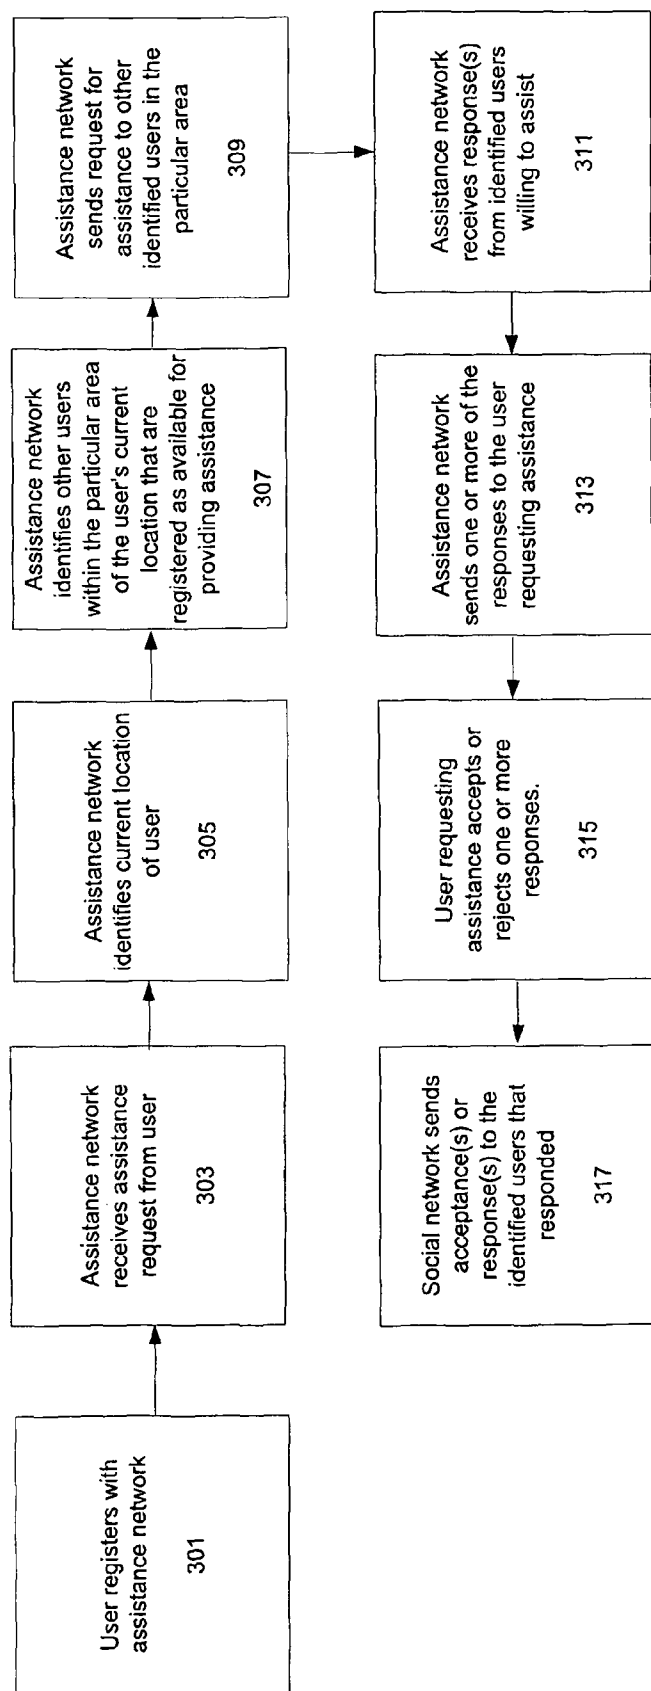 User registers with
assistance network
301
Assistance network
receives assistance
request from user
303
Assistance network
identifies current location
of user
305
Assistance network
identifies other users
within the particular area
of the user's current
location that are
registered as available for
providing assistance
307
Assistance network
sends request for
assistance to other
identified users in the
particular area
309
Assistance network
receives response(s)
from identified users
willing to assist
311
Assistance network
sends one or more of the
responses to the user
requesting assistance
313
User requesting
assistance accepts or
rejects one or more
responses.
315
Social network sends
acceptance(s) or
response(s) to the
identified users that
responded
317